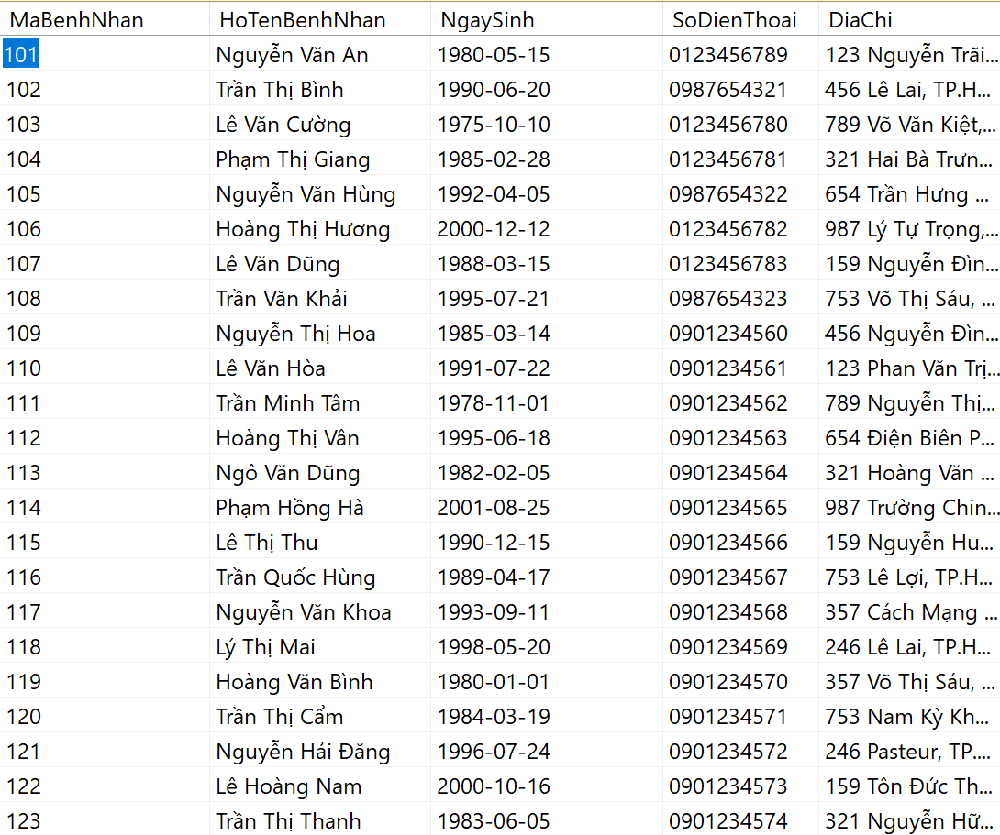 MaBenhNhan HoTenBenhNhan NgaySinh SoDienThoai DiaChi
101 Nguyễn Văn An 1980-05-15 0123456789 123 Nguyễn Trãi...
102 Trần Thị Bình 1990-06-20 0987654321 456 Lê Lai, TP.H...
103 Lê Văn Cường 1975-10-10 0123456780 789 Võ Văn Kiệt,...
104 Phạm Thị Giang 1985-02-28 0123456781 321 Hai Bà Trưn...
105 Nguyễn Văn Hùng 1992-04-05 0987654322 654 Trần Hưng ...
106 Hoàng Thị Hương 2000-12-12 0123456782 987 Lý Tự Trọng,...
107 Lê Văn Dũng 1988-03-15 0123456783 159 Nguyễn Đìn...
108 Trần Văn Khải 1995-07-21 0987654323 753 Võ Thị Sáu, ...
109 Nguyễn Thị Hoa 1985-03-14 0901234560 456 Nguyễn Đìn...
110 Lê Văn Hòa 1991-07-22 0901234561 123 Phan Văn Trị...
111 Trần Minh Tâm 1978-11-01 0901234562 789 Nguyễn Thị...
112 Hoàng Thị Vân 1995-06-18 0901234563 654 Điện Biên P...
113 Ngô Văn Dũng 1982-02-05 0901234564 321 Hoàng Văn ...
114 Phạm Hồng Hà 2001-08-25 0901234565 987 Trường Chin...
115 Lê Thị Thu 1990-12-15 0901234566 159 Nguyễn Hu...
116 Trần Quốc Hùng 1989-04-17 0901234567 753 Lê Lợi, TP.H...
117 Nguyễn Văn Khoa 1993-09-11 0901234568 357 Cách Mạng ...
118 Lý Thị Mai 1998-05-20 0901234569 246 Lê Lai, TP.H...
119 Hoàng Văn Bình 1980-01-01 0901234570 357 Võ Thị Sáu, ...
120 Trần Thị Cẩm 1984-03-19 0901234571 753 Nam Kỳ Kh...
121 Nguyễn Hải Đăng 1996-07-24 0901234572 246 Pasteur, TP....
122 Lê Hoàng Nam 2000-10-16 0901234573 159 Tôn Đức Th...
123 Trần Thị Thanh 1983-06-05 0901234574 321 Nguyễn Hữ...